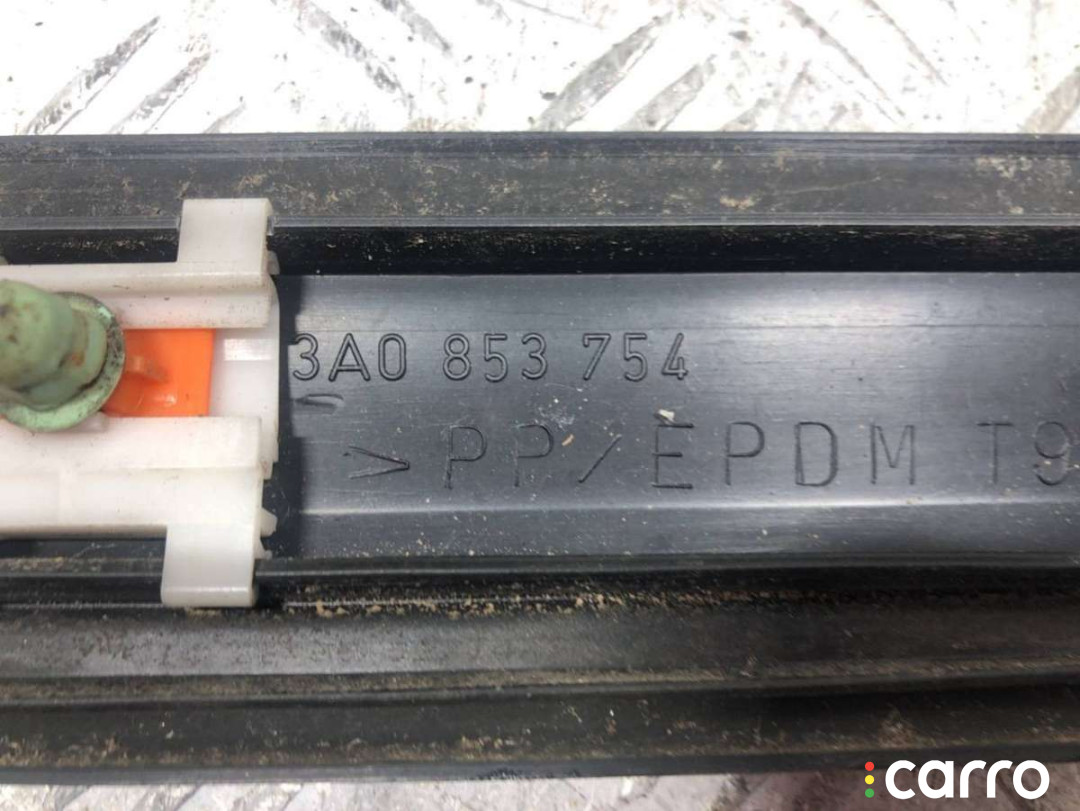 3A0 853 754
> PP/EPDM T9
carro